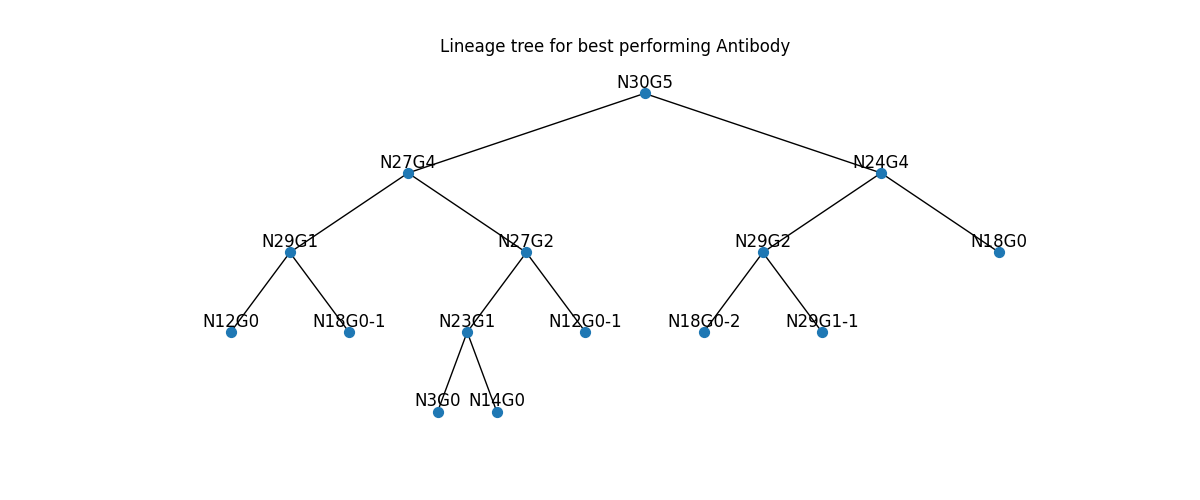 Lineage tree for best performing Antibody
N30G5
N27G4 N24G4
N29G1 N27G2 N29G2 N18G0
N12G0 N18G0-1 N23G1 N12G0-1 N18G0-2 N29G1-1
N3G0 N14G0